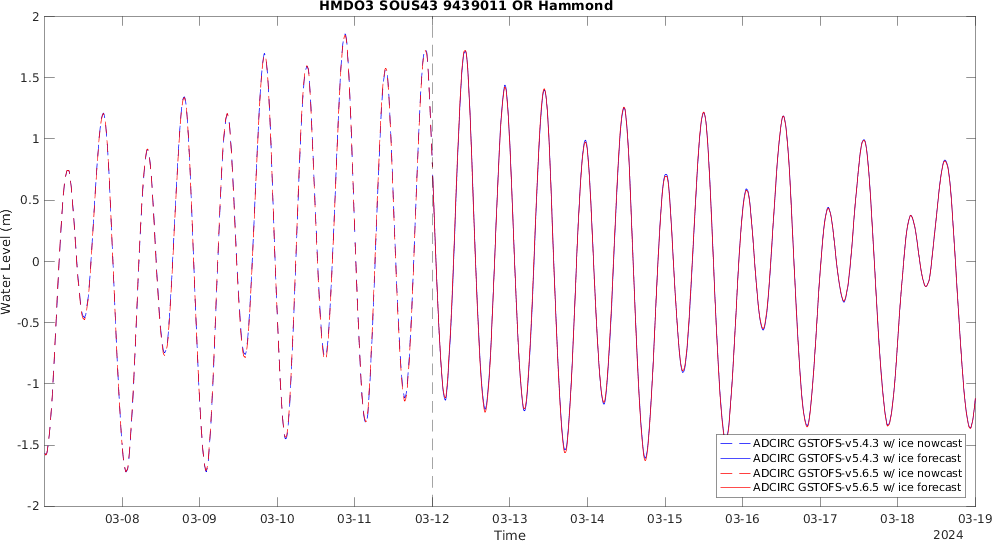 HMDO3 SOUS43 9439011 OR Hammond
2
1.5
1
0.5
0
-0.5
-1
-1.5
-2
Water Level (m)
03-08 03-09 03-10 03-11 03-12 03-13 03-14 03-15 03-16 03-17 03-18 03-19
Time
2024
ADCIRC GSTOFS-v5.4.3 w/ ice nowcast
ADCIRC GSTOFS-v5.4.3 w/ ice forecast
ADCIRC GSTOFS-v5.6.5 w/ ice nowcast
ADCIRC GSTOFS-v5.6.5 w/ ice forecast